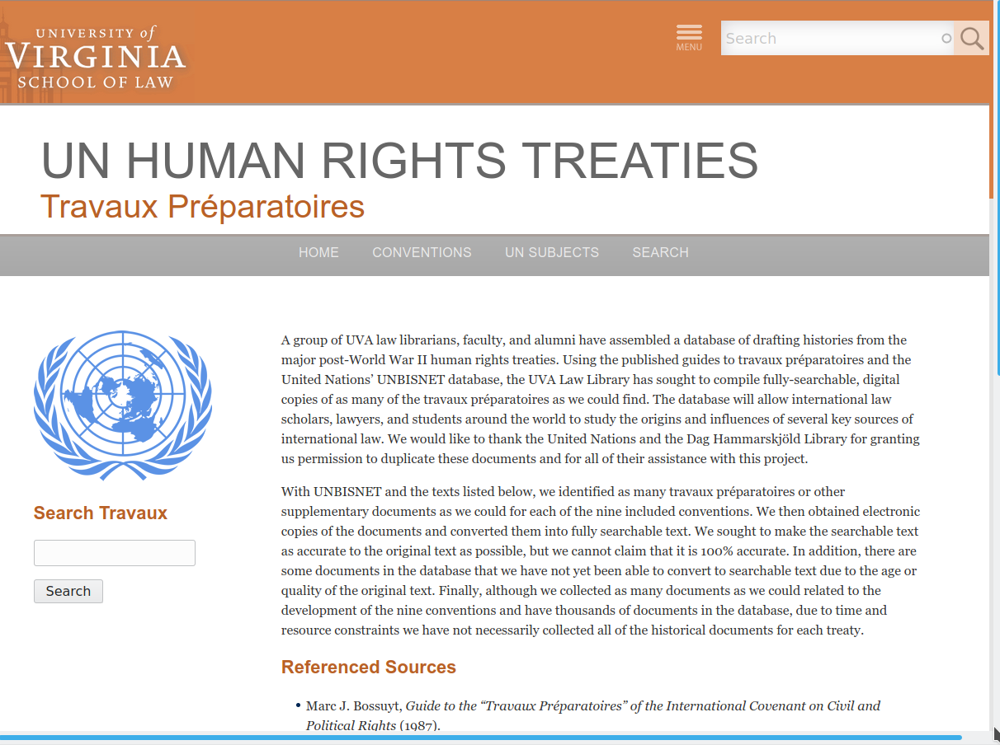 UNIVERSITY of
VIRGINIA
SCHOOL OF LAW
MENU
Search
UN HUMAN RIGHTS TREATIES
Travaux Préparatoires
HOME CONVENTIONS UN SUBJECTS SEARCH
Search Travaux
Search
A group of UVA law librarians, faculty, and alumni have assembled a database of drafting histories from the
major post-World War II human rights treaties. Using the published guides to travaux préparatoires and the
United Nations’ UNBISNET database, the UVA Law Library has sought to compile fully-searchable, digital
copies of as many of the travaux préparatoires as we could find. The database will allow international law
scholars, lawyers, and students around the world to study the origins and influences of several key sources of
international law. We would like to thank the United Nations and the Dag Hammarskjöld Library for granting
us permission to duplicate these documents and for all of their assistance with this project.
With UNBISNET and the texts listed below, we identified as many travaux préparatoires or other
supplementary documents as we could for each of the nine included conventions. We then obtained electronic
copies of the documents and converted them into fully searchable text. We sought to make the searchable text
as accurate to the original text as possible, but we cannot claim that it is 100% accurate. In addition, there are
some documents in the database that we have not yet been able to convert to searchable text due to the age or
quality of the original text. Finally, although we collected as many documents as we could related to the
development of the nine conventions and have thousands of documents in the database, due to time and
resource constraints we have not necessarily collected all of the historical documents for each treaty.
Referenced Sources
• Marc J. Bossuyt, Guide to the “Travaux Préparatoires” of the International Covenant on Civil and
Political Rights (1987).